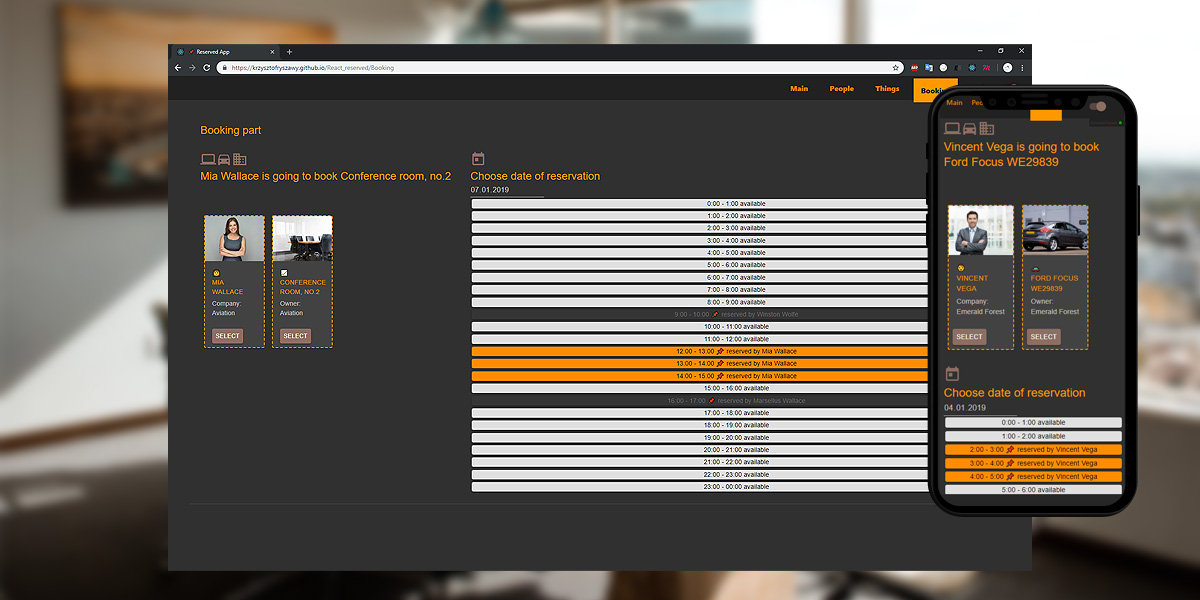 Reserved App
https://krzysztofryszawy.github.io/React_reserved/Booking
Main People Things
Booking part
Mia Wallace is going to book Conference room, no.2
MIA
WALLACE
Company:
Aviation
SELECT
CONFERENCE
ROOM, NO.2
Owner:
Aviation
SELECT
Choose date of reservation
07.01.2019
0:00 - 1:00 available
1:00 - 2:00 available
2:00 - 3:00 available
3:00 - 4:00 available
4:00 - 5:00 available
5:00 - 6:00 available
6:00 - 7:00 available
7:00 - 8:00 available
8:00 - 9:00 available
9:00 - 10:00 reserved by Winston Wolfe
10:00 - 11:00 available
11:00 - 12:00 available
12:00 - 13:00 reserved by Mia Wallace
13:00 - 14:00 reserved by Mia Wallace
14:00 - 15:00 reserved by Mia Wallace
15:00 - 16:00 available
16:00 - 17:00 reserved by Marsellus Wallace
17:00 - 18:00 available
18:00 - 19:00 available
19:00 - 20:00 available
20:00 - 21:00 available
21:00 - 22:00 available
22:00 - 23:00 available
23:00 - 00:00 available
Main
Vincent Vega is going to book
Ford Focus WE29839
VINCENT
VEGA
Company:
Emerald Forest
SELECT
FORD FOCUS
WE29839
Owner:
Emerald Forest
SELECT
Choose date of reservation
04.01.2019
0:00 - 1:00 available
1:00 - 2:00 available
2:00 - 3:00 reserved by Vincent Vega
3:00 - 4:00 reserved by Vincent Vega
4:00 - 5:00 reserved by Vincent Vega
5:00 - 6:00 available